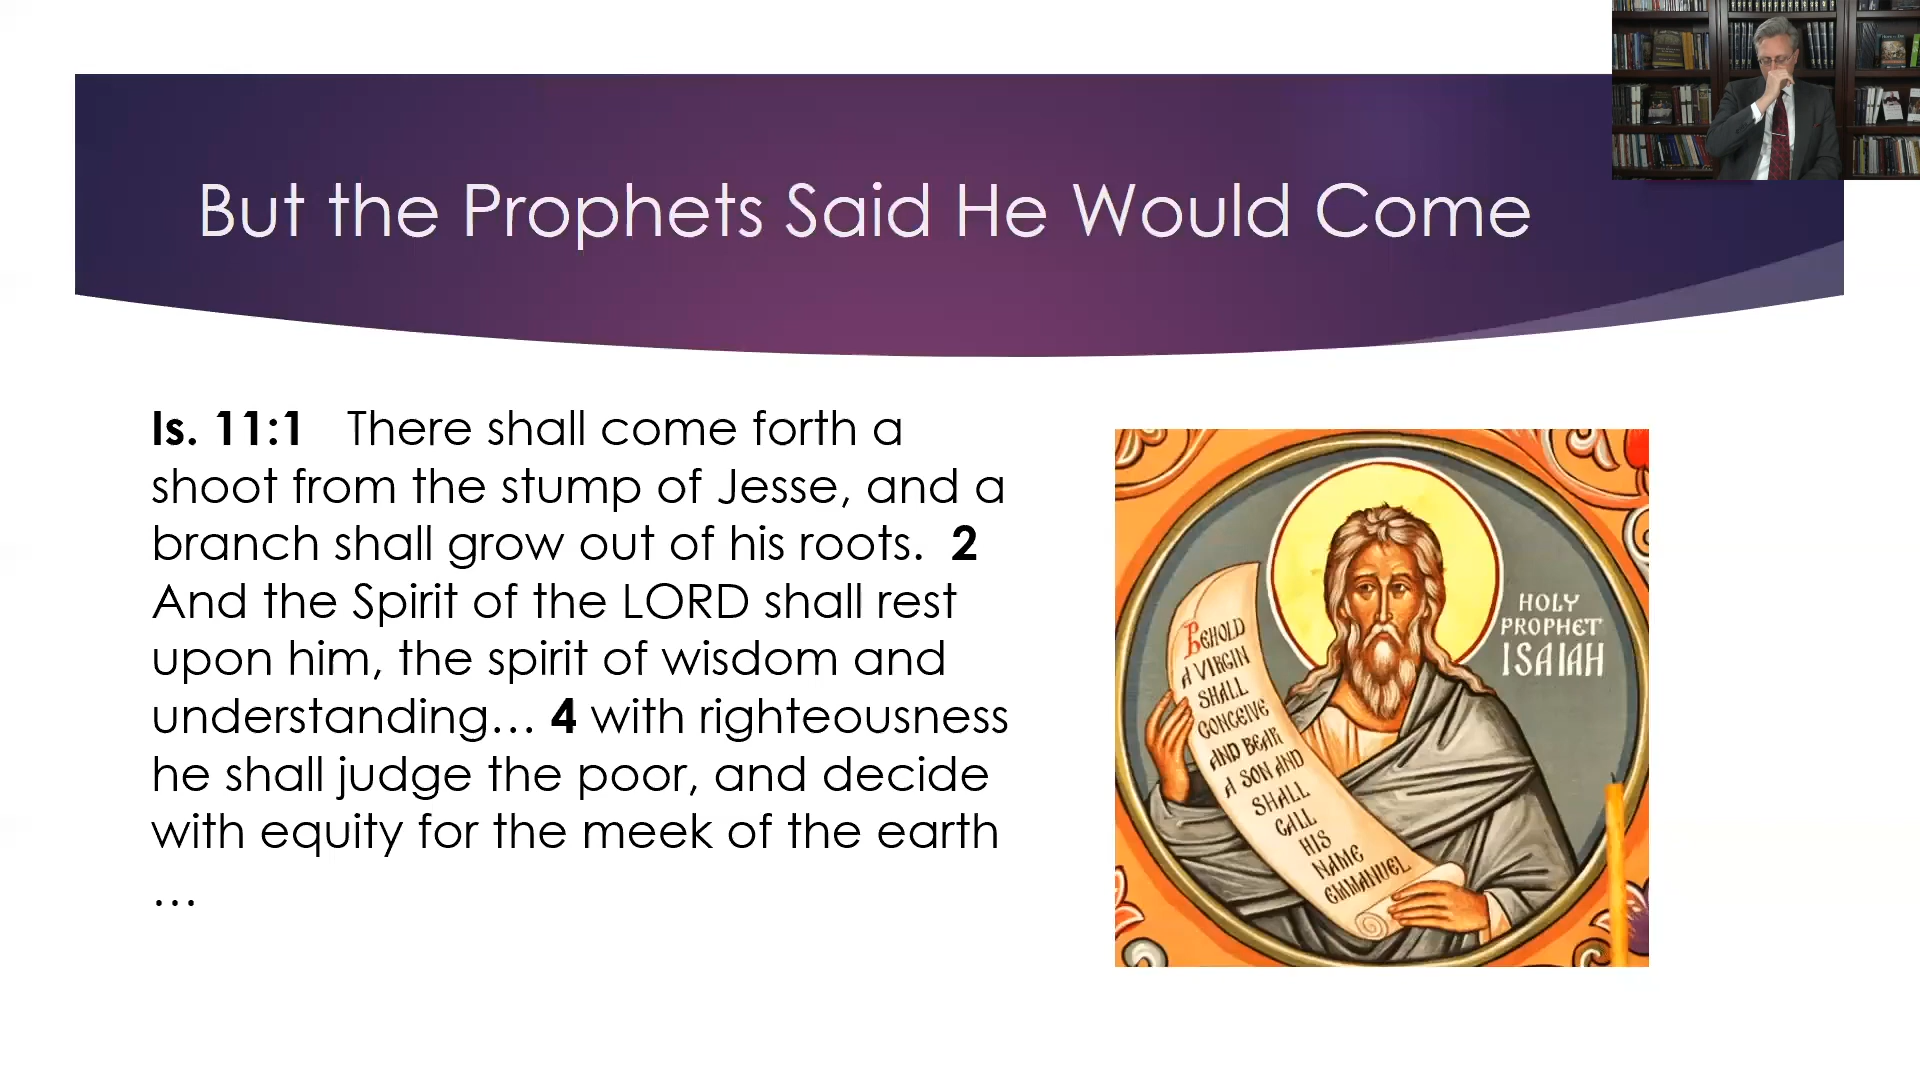 But the Prophets Said He Would Come
Is. 11:1 There shall come forth a
shoot from the stump of Jesse, and a
branch shall grow out of his roots. 2
And the Spirit of the LORD shall rest
upon him, the spirit of wisdom and
understanding… 4 with righteousness
he shall judge the poor, and decide
with equity for the meek of the earth
…
BEHOLD
A VIRGIN
SHALL
CONCEIVE
AND BEAR
A SON AND
SHALL
CALL
HIS
NAME
EMMANUEL
HOLY
PROPHET
ISAIAH